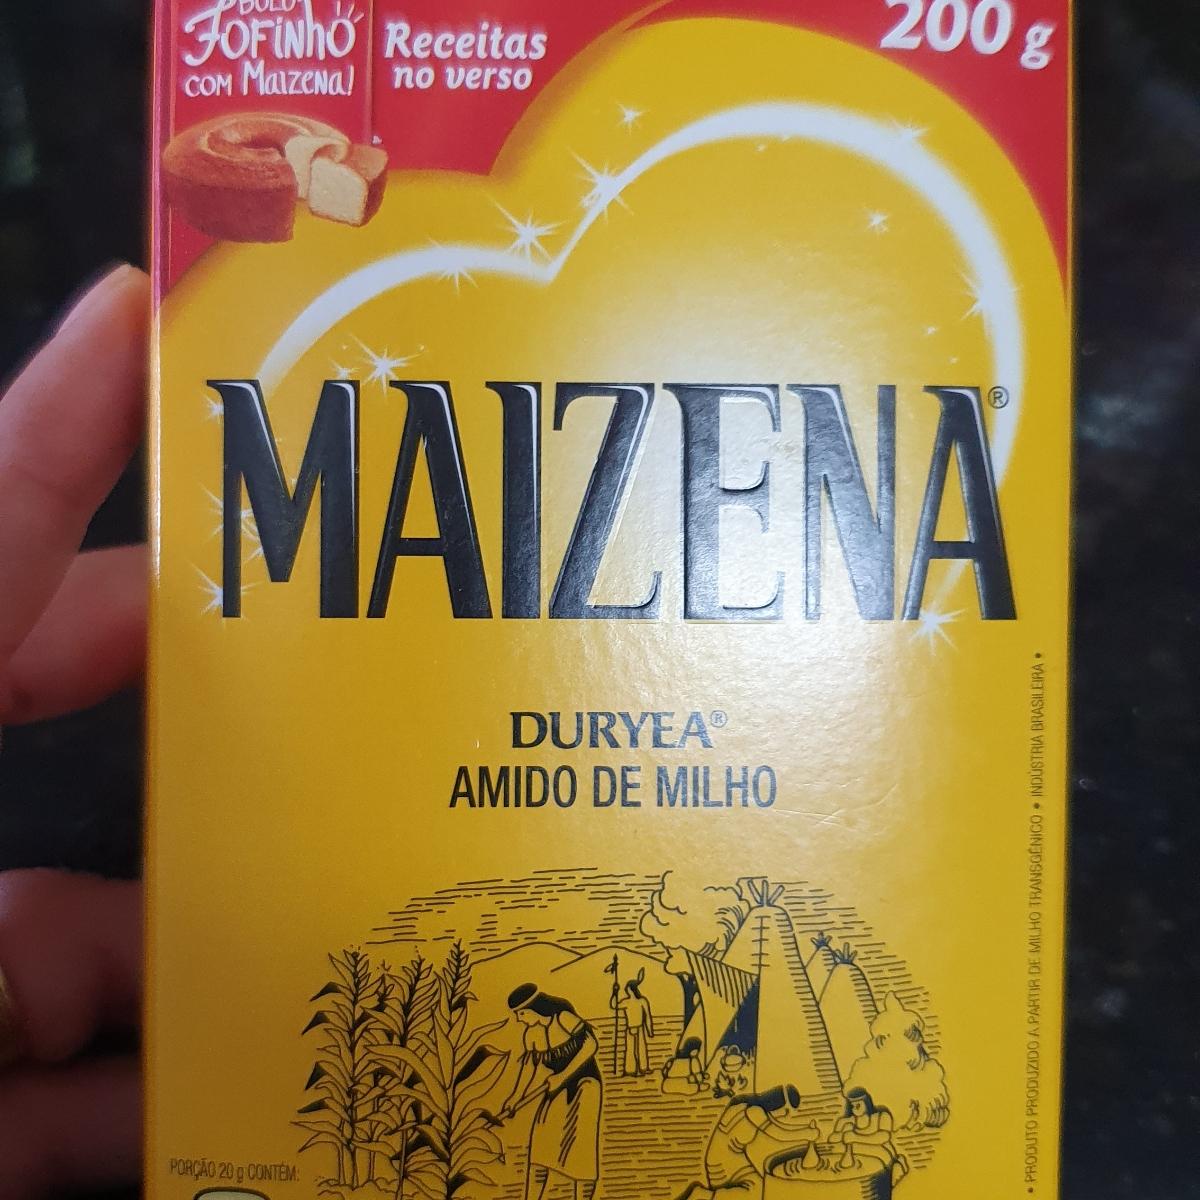 BOLO
FOFINHO
COM MAIZENA!
Receitas
no verso
200 g
MAIZENA®
DURYEA®
AMIDO DE MILHO
• PRODUTO PRODUZIDO A PARTIR DE MILHO TRANSGÊNICO • INDÚSTRIA BRASILEIRA •
PORÇÃO 20 g CONTÉM: